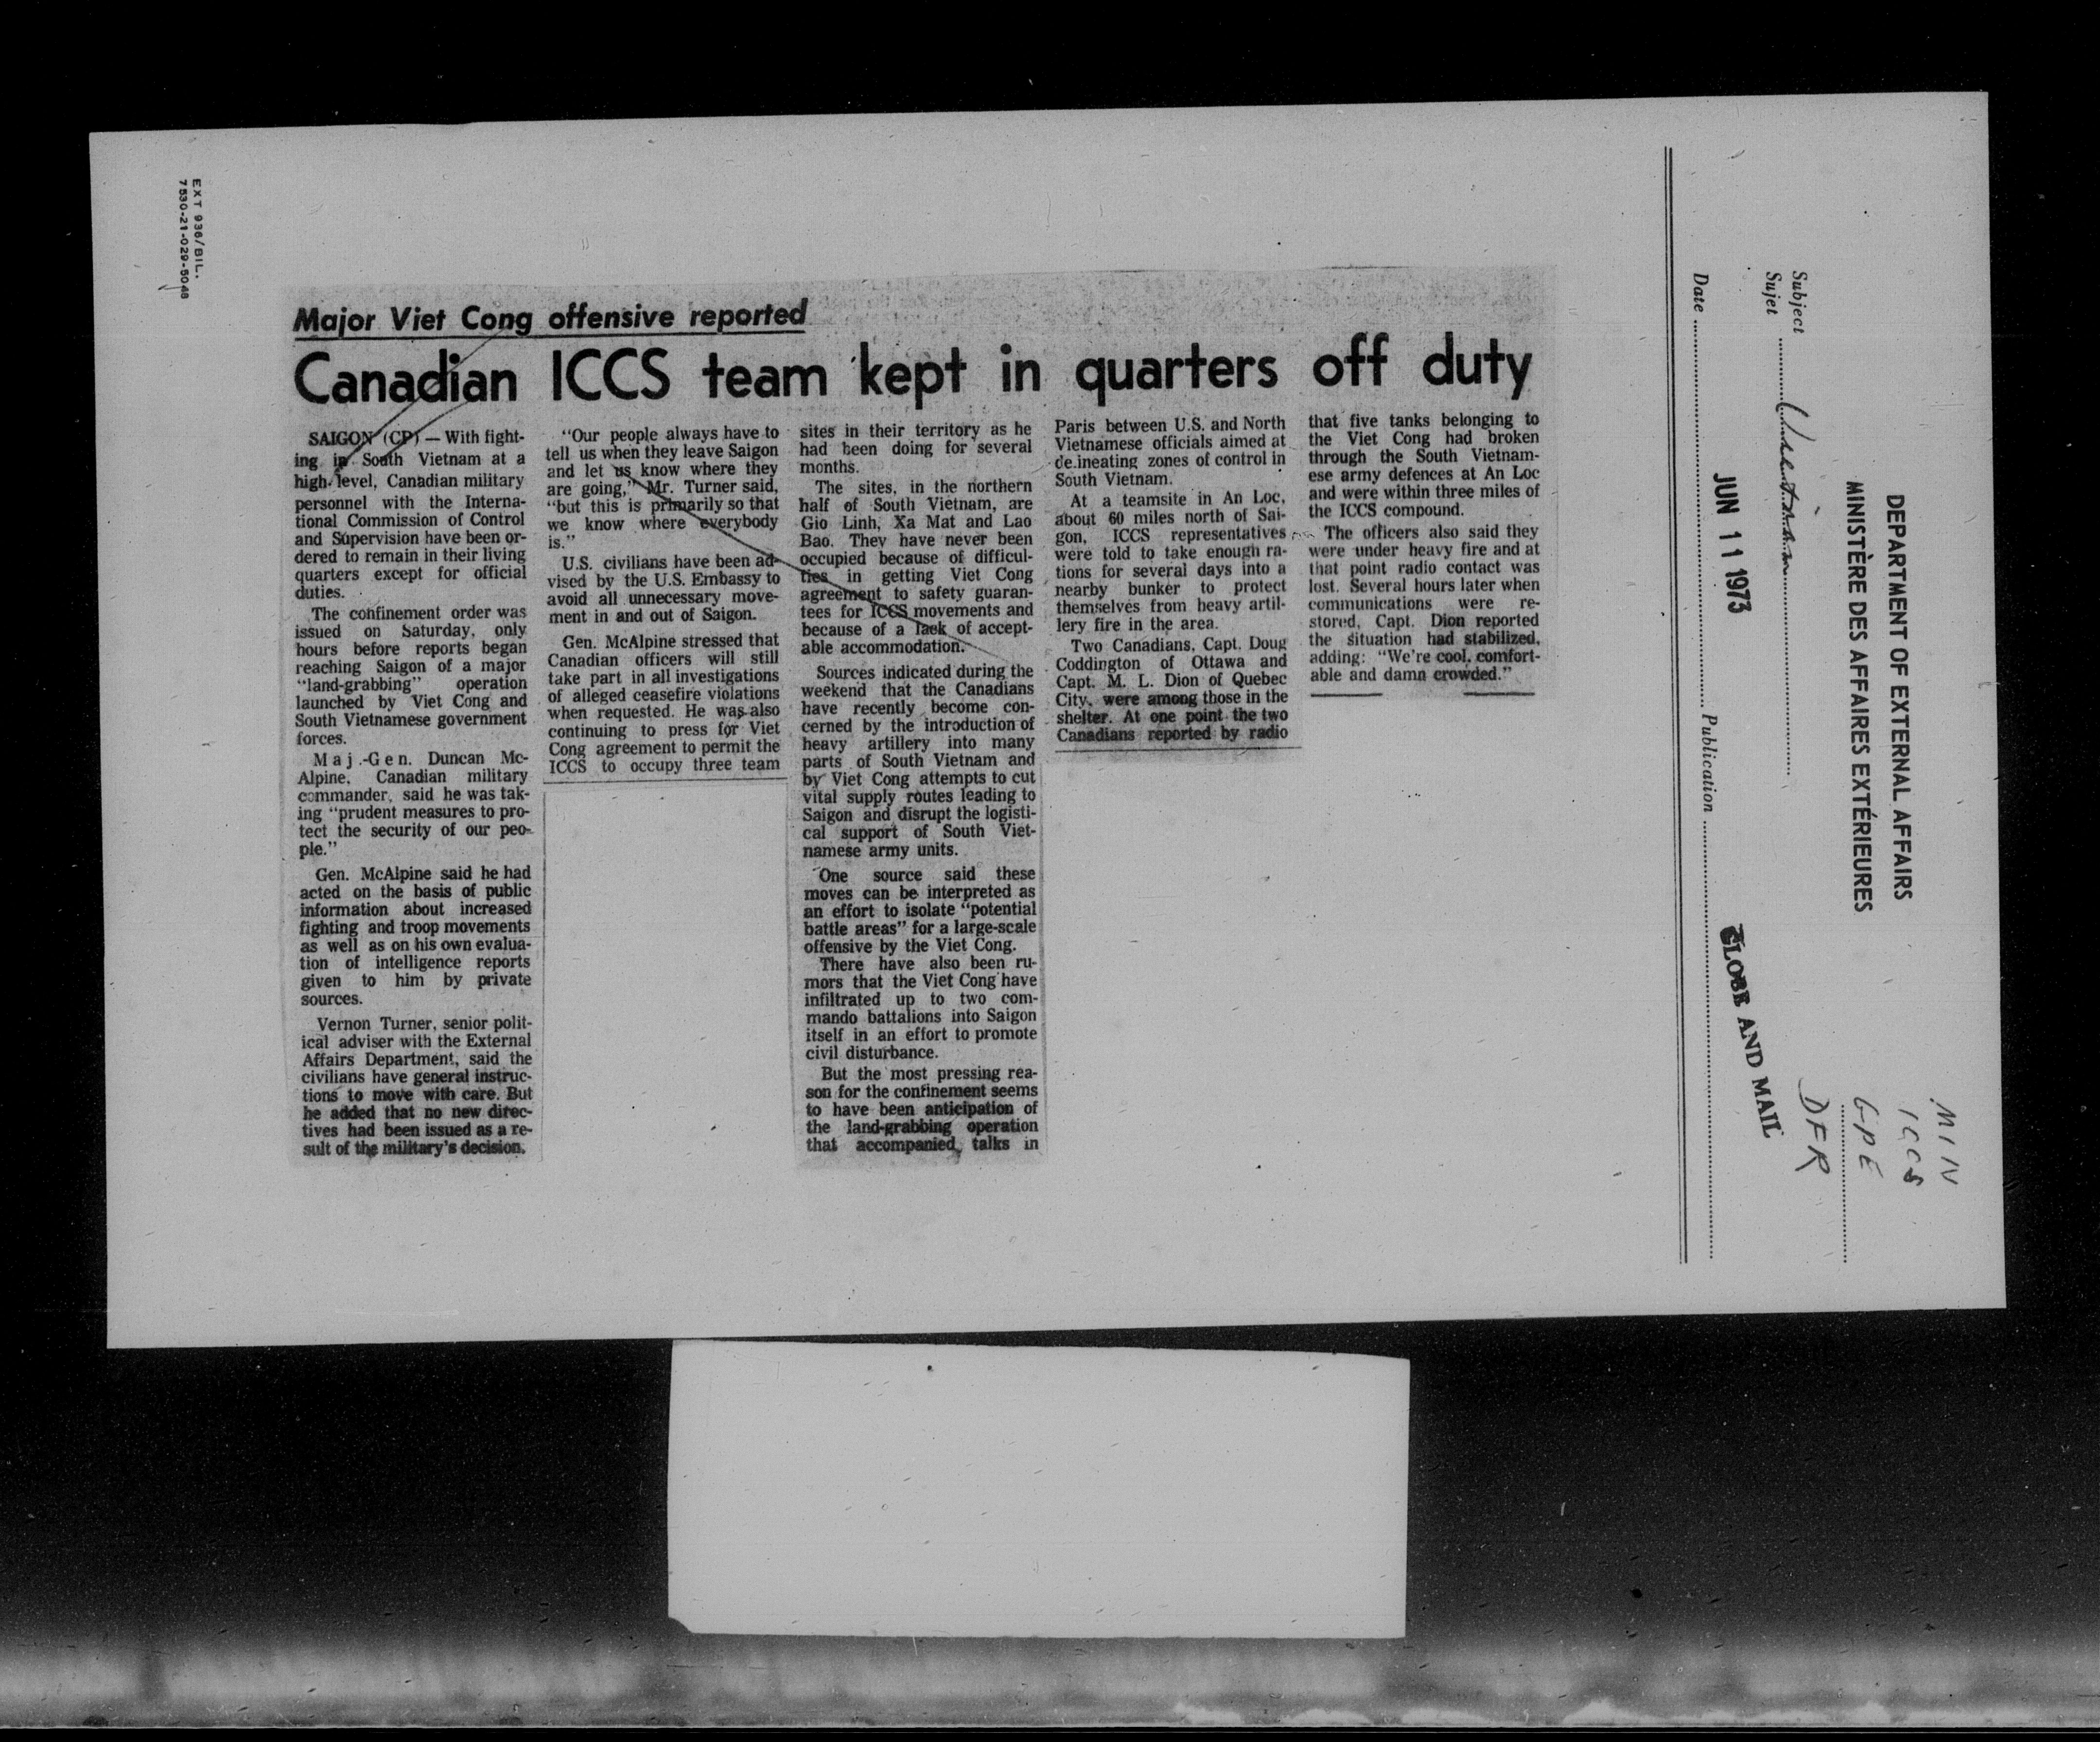 EXT 936/BIL.
7530-21-029-5048
Major Viet Cong offensive reported
Canadian ICCS team kept in quarters off duty
SAIGON (CP) — With fight-
ing in South Vietnam at a
high level, Canadian military
personnel with the Interna-
tional Commission of Control
and Supervision have been or-
dered to remain in their living
quarters except for official
duties.
The confinement order was
issued on Saturday, only
hours before reports began
reaching Saigon of a major
“land-grabbing” operation
launched by Viet Cong and
South Vietnamese government
forces.
Maj.-Gen. Duncan Mc-
Alpine, Canadian military
commander, said he was tak-
ing “prudent measures to pro-
tect the security of our peo-
ple.”
Gen. McAlpine said he had
acted on the basis of public
information about increased
fighting and troop movements
as well as on his own evalua-
tion of intelligence reports
given to him by private
sources.
Vernon Turner, senior polit-
ical adviser with the External
Affairs Department, said the
civilians have general instruc-
tions to move with care. But
he added that no new direc-
tives had been issued as a re-
sult of the military's decision.
“Our people always have to
tell us when they leave Saigon
and let us know where they
are going,” Mr. Turner said,
“but this is primarily so that
we know where everybody
is.”
U.S. civilians have been ad-
vised by the U.S. Embassy to
avoid all unnecessary move-
ment in and out of Saigon.
Gen. McAlpine stressed that
Canadian officers will still
take part in all investigations
of alleged ceasefire violations
when requested. He was also
continuing to press for Viet
Cong agreement to permit the
ICCS to occupy three team
sites in their territory as he
had been doing for several
months.
The sites, in the northern
half of South Vietnam, are
Gio Linh, Xa Mat and Lao
Bao. They have never been
occupied because of difficul-
ties in getting Viet Cong
agreement to safety guaran-
tees for ICCS movements and
because of a lack of accept-
able accommodation.
Sources indicated during the
weekend that the Canadians
have recently become con-
cerned by the introduction of
heavy artillery into many
parts of South Vietnam and
by Viet Cong attempts to cut
vital supply routes leading to
Saigon and disrupt the logisti-
cal support of South Viet-
namese army units.
One source said these
moves can be interpreted as
an effort to isolate “potential
battle areas” for a large-scale
offensive by the Viet Cong.
There have also been ru-
mors that the Viet Cong have
infiltrated up to two com-
mando battalions into Saigon
itself in an effort to promote
civil disturbance.
But the most pressing rea-
son for the confinement seems
to have been anticipation of
the land-grabbing operation
that accompanied talks in
Paris between U.S. and North
Vietnamese officials aimed at
delineating zones of control in
South Vietnam.
At a teamsite in An Loc,
about 60 miles north of Sai-
gon, ICCS representatives
were told to take enough ra-
tions for several days into a
nearby bunker to protect
themselves from heavy artil-
lery fire in the area.
Two Canadians, Capt. Doug
Coddington of Ottawa and
Capt. M. L. Dion of Quebec
City, were among those in the
shelter. At one point the two
Canadians reported by radio
that five tanks belonging to
the Viet Cong had broken
through the South Vietnam-
ese army defences at An Loc
and were within three miles of
the ICCS compound.
The officers also said they
were under heavy fire and at
that point radio contact was
lost. Several hours later when
communications were re-
stored, Capt. Dion reported
the situation had stabilized,
adding: “We're cool, comfort-
able and damn crowded.”
DEPARTMENT OF EXTERNAL AFFAIRS
MINISTÈRE DES AFFAIRES EXTÉRIEURES
MIN
ICCS
GPE
DFR
Subject
Sujet Vietnam
JUN 11 1973
GLOBE AND MAIL
Date Publication